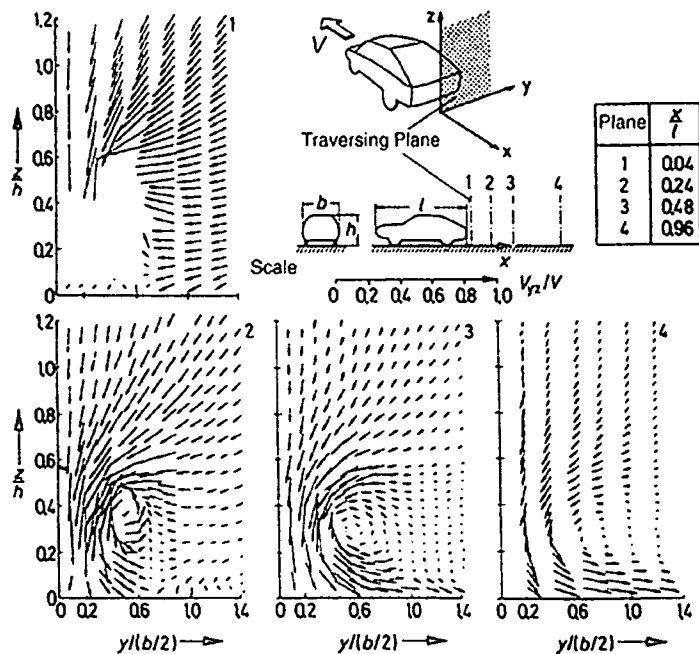 1.2
1
1.0
0.8
0.6
0.4
0.2
0
z/h
V
z
y
x
Traversing Plane
1 2 3 4
b
h
l
x
Scale
0 0.2 0.4 0.6 0.8 1.0
Vyz/V
Plane x/l
1 0.04
2 0.24
3 0.48
4 0.96
1.2
2
3
4
1.0
0.8
0.6
0.4
0.2
0
z/h
0 0.2 0.6 1.0 1.4
0 0.2 0.6 1.0 1.4
0 0.2 0.6 1.0 1.4
y/(b/2)
y/(b/2)
y/(b/2)